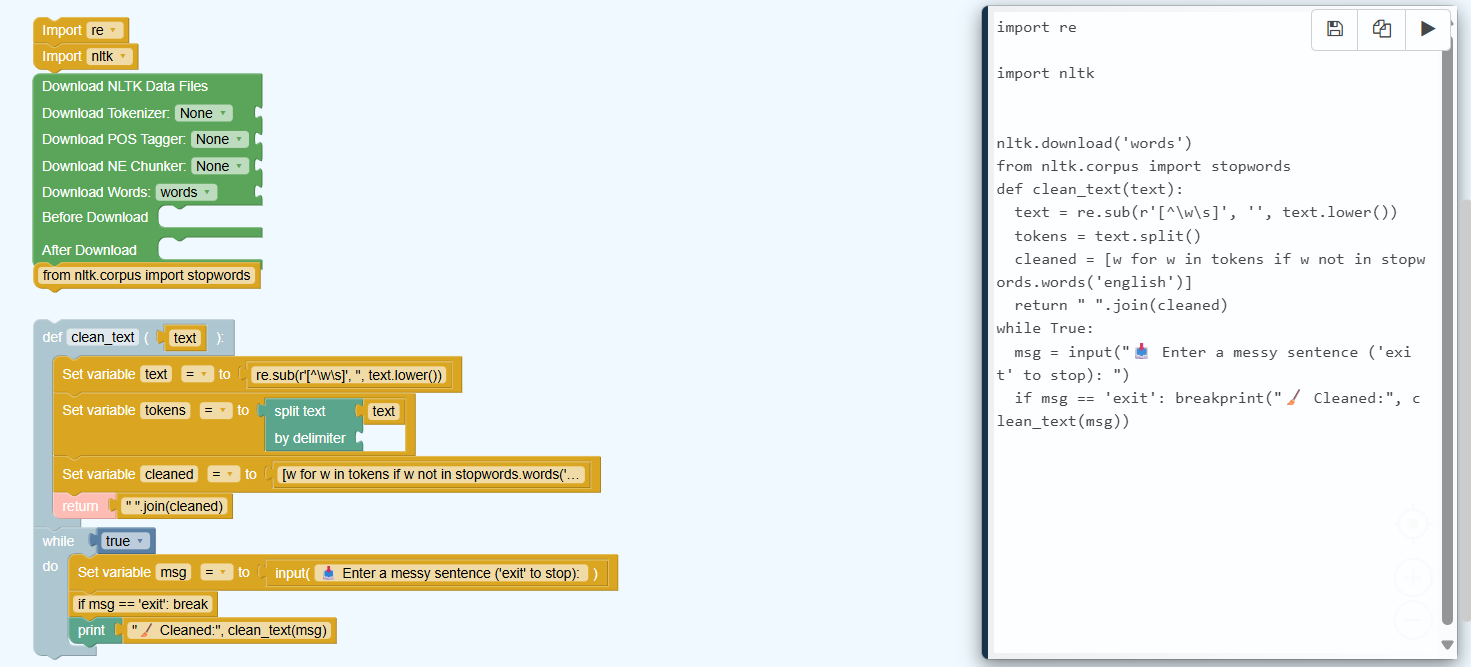 Import re
Import nltk
Download NLTK Data Files
Download Tokenizer: None
Download POS Tagger: None
Download NE Chunker: None
Download Words: words
Before Download
After Download
from nltk.corpus import stopwords
def clean_text ( text ):
Set variable text = to re.sub(r'[^\w\s]', '', text.lower())
Set variable tokens = to split text text
by delimiter
Set variable cleaned = to [w for w in tokens if w not in stopwords.words('...
return " ".join(cleaned)
while true
do Set variable msg = to input( 📥 Enter a messy sentence ('exit' to stop): )
if msg == 'exit': break
print "🖌️ Cleaned:", clean_text(msg)
import re
import nltk
nltk.download('words')
from nltk.corpus import stopwords
def clean_text(text):
text = re.sub(r'[^\w\s]', '', text.lower())
tokens = text.split()
cleaned = [w for w in tokens if w not in stopw
ords.words('english')]
return " ".join(cleaned)
while True:
msg = input("📥 Enter a messy sentence ('exi
t' to stop): ")
if msg == 'exit': breakprint("🖌️ Cleaned:", c
lean_text(msg))